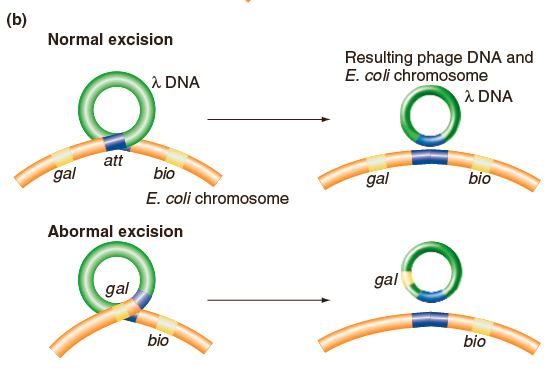 (b)
Normal excision
λ DNA
gal
att
bio
E. coli chromosome
Resulting phage DNA and
E. coli chromosome
λ DNA
gal
bio
Abormal excision
gal
bio
gal
bio